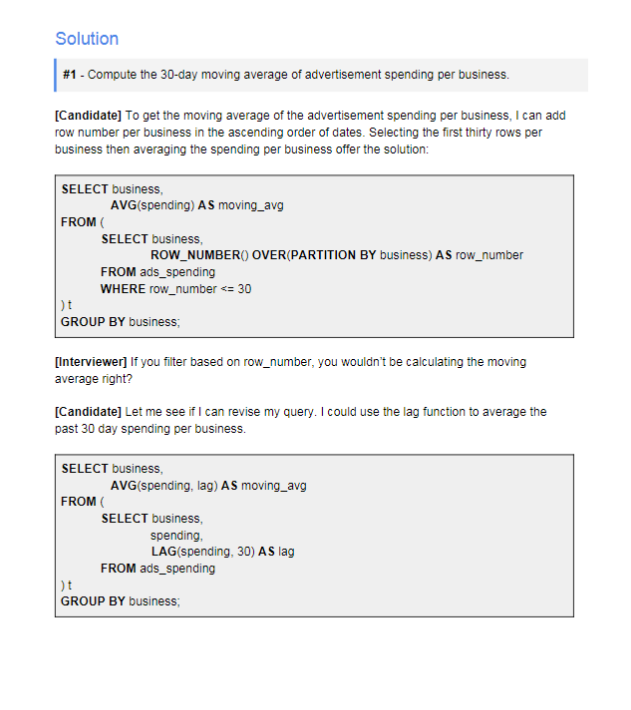 Solution
#1 - Compute the 30-day moving average of advertisement spending per business.
[Candidate] To get the moving average of the advertisement spending per business, I can add
row number per business in the ascending order of dates. Selecting the first thirty rows per
business then averaging the spending per business offer the solution:
SELECT business,
AVG(spending) AS moving_avg
FROM (
SELECT business,
ROW_NUMBER() OVER(PARTITION BY business) AS row_number
FROM ads_spending
WHERE row_number <= 30
) t
GROUP BY business;
[Interviewer] If you filter based on row_number, you wouldn't be calculating the moving
average right?
[Candidate] Let me see if I can revise my query. I could use the lag function to average the
past 30 day spending per business.
SELECT business,
AVG(spending, lag) AS moving_avg
FROM (
SELECT business,
spending,
LAG(spending, 30) AS lag
FROM ads_spending
) t
GROUP BY business;